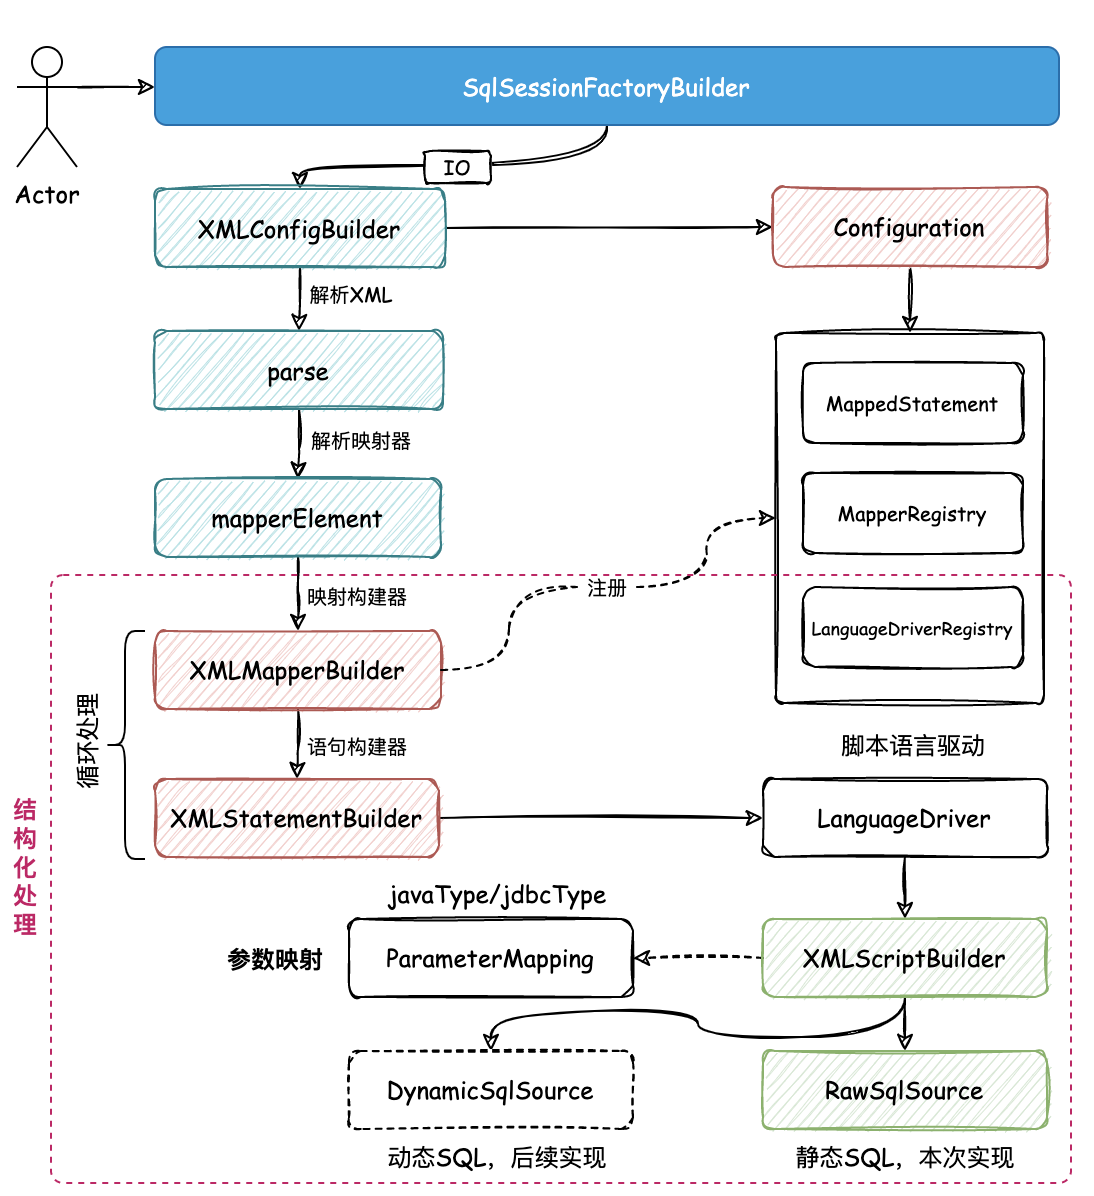 SqlSessionFactoryBuilder
IO
Actor
XMLConfigBuilder
Configuration
解析XML
parse
MappedStatement
解析映射器
mapperElement
MapperRegistry
映射构建器
注册
LanguageDriverRegistry
XMLMapperBuilder
循环处理
语句构建器
脚本语言驱动
XMLStatementBuilder
LanguageDriver
结构化处理
javaType/jdbcType
参数映射
ParameterMapping
XMLScriptBuilder
DynamicSqlSource
RawSqlSource
动态SQL，后续实现
静态SQL，本次实现